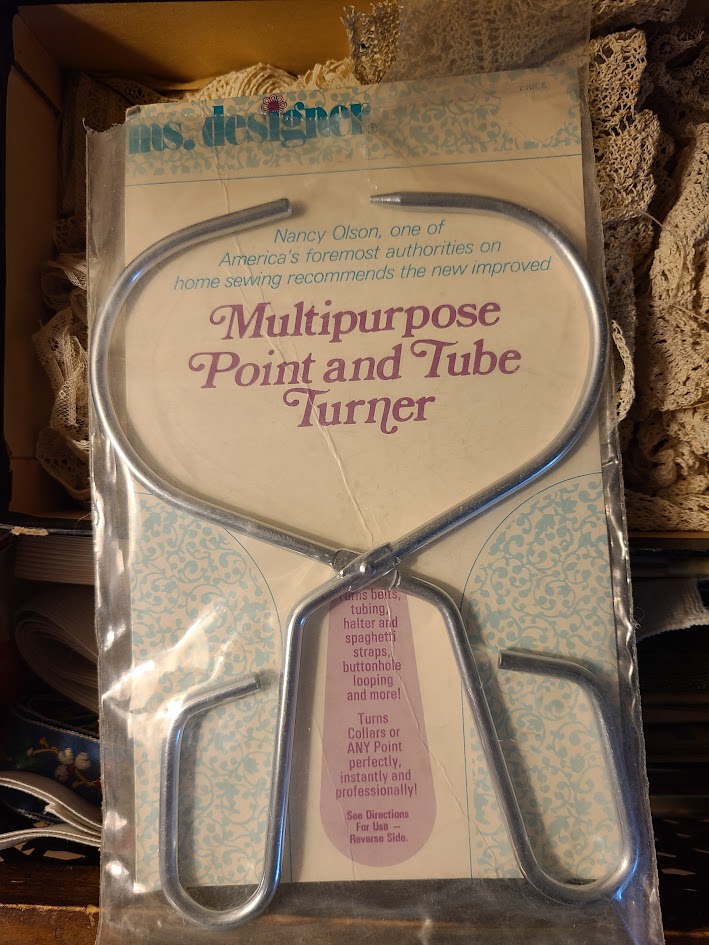 PRICE
ms. designer®
Nancy Olson, one of
America's foremost authorities on
home sewing recommends the new improved
Multipurpose
Point and Tube
Turner
Turns belts,
tubing,
halter and
spaghetti
straps,
buttonhole
looping
and more!
Turns
Collars or
ANY Point
perfectly,
instantly and
professionally!
See Directions
For Use —
Reverse Side.